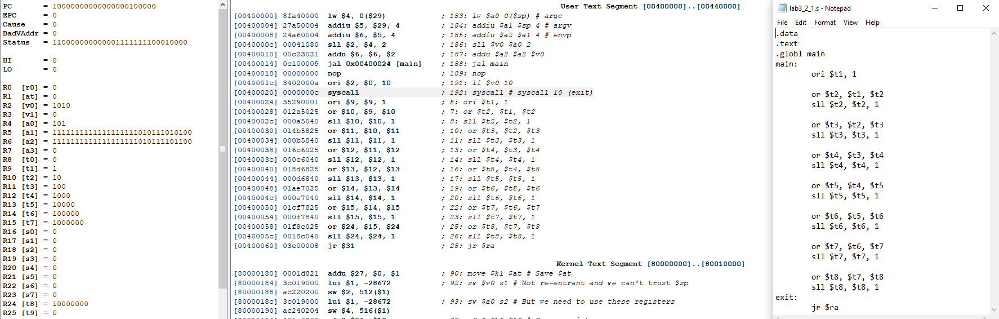 PC = 10000000000000000100000
EPC = 0
Cause = 0
BadVAddr = 0
Status = 11000000000000111111111100010000
HI = 0
LO = 0
R0 [r0] = 0
R1 [at] = 0
R2 [v0] = 1010
R3 [v1] = 0
R4 [a0] = 101
R5 [a1] = 1111111111111111111010111010100
R6 [a2] = 1111111111111111111010111101100
R7 [a3] = 0
R8 [t0] = 0
R9 [t1] = 1
R10 [t2] = 10
R11 [t3] = 100
R12 [t4] = 1000
R13 [t5] = 10000
R14 [t6] = 100000
R15 [t7] = 1000000
R16 [s0] = 0
R17 [s1] = 0
R18 [s2] = 0
R19 [s3] = 0
R20 [s4] = 0
R21 [s5] = 0
R22 [s6] = 0
R23 [s7] = 0
R24 [t8] = 10000000
R25 [t9] = 0
User Text Segment [00400000]..[00440000]
[00400000] 8fa40000 lw $4, 0($29) ; 183: lw $a0 0($sp) # argc
[00400004] 27a50004 addiu $5, $29, 4 ; 184: addiu $a1 $sp 4 # argv
[00400008] 24a60004 addiu $6, $5, 4 ; 185: addiu $a2 $a1 4 # envp
[0040000c] 00041080 sll $2, $4, 2 ; 186: sll $v0 $a0 2
[00400010] 00c23021 addu $6, $6, $2 ; 187: addu $a2 $a2 $v0
[00400014] 0c100009 jal 0x00400024 [main] ; 188: jal main
[00400018] 00000000 nop ; 189: nop
[0040001c] 3402000a ori $2, $0, 10 ; 191: li $v0 10
[00400020] 0000000c syscall ; 192: syscall # syscall 10 (exit)
[00400024] 35290001 ori $9, $9, 1 ; 5: ori $t1, 1
[00400028] 012a5025 or $10, $9, $10 ; 7: or $t2, $t1, $t2
[0040002c] 000a5040 sll $10, $10, 1 ; 8: sll $t2, $t2, 1
[00400030] 014b5825 or $11, $10, $11 ; 10: or $t3, $t2, $t3
[00400034] 000b5840 sll $11, $11, 1 ; 11: sll $t3, $t3, 1
[00400038] 016c6025 or $12, $11, $12 ; 13: or $t4, $t3, $t4
[0040003c] 000c6040 sll $12, $12, 1 ; 14: sll $t4, $t4, 1
[00400040] 018d6825 or $13, $12, $13 ; 16: or $t5, $t4, $t5
[00400044] 000d6840 sll $13, $13, 1 ; 17: sll $t5, $t5, 1
[00400048] 01ae7025 or $14, $13, $14 ; 19: or $t6, $t5, $t6
[0040004c] 000e7040 sll $14, $14, 1 ; 20: sll $t6, $t6, 1
[00400050] 01cf7825 or $15, $14, $15 ; 22: or $t7, $t6, $t7
[00400054] 000f7840 sll $15, $15, 1 ; 23: sll $t7, $t7, 1
[00400058] 01f8c025 or $24, $15, $24 ; 25: or $t8, $t7, $t8
[0040005c] 0018c040 sll $24, $24, 1 ; 26: sll $t8, $t8, 1
[00400060] 03e00008 jr $31 ; 28: jr $ra
Kernel Text Segment [80000000]..[80010000]
[80000180] 0001d821 addu $27, $0, $1 ; 90: move $k1 $at # Save $at
[80000184] 3c019000 lui $1, -28672 ; 92: sw $v0 s1 # Not re-entrant and we can't trust $sp
[80000188] ac220200 sw $2, 512($1)
[8000018c] 3c019000 lui $1, -28672 ; 93: sw $a0 s2 # But we need to use these registers
[80000190] ac240204 sw $4, 516($1)
lab3_2_1.s - Notepad
File Edit Format View Help
.data
.text
.globl main
main:
ori $t1, 1
or $t2, $t1, $t2
sll $t2, $t2, 1
or $t3, $t2, $t3
sll $t3, $t3, 1
or $t4, $t3, $t4
sll $t4, $t4, 1
or $t5, $t4, $t5
sll $t5, $t5, 1
or $t6, $t5, $t6
sll $t6, $t6, 1
or $t7, $t6, $t7
sll $t7, $t7, 1
or $t8, $t7, $t8
sll $t8, $t8, 1
exit:
jr $ra